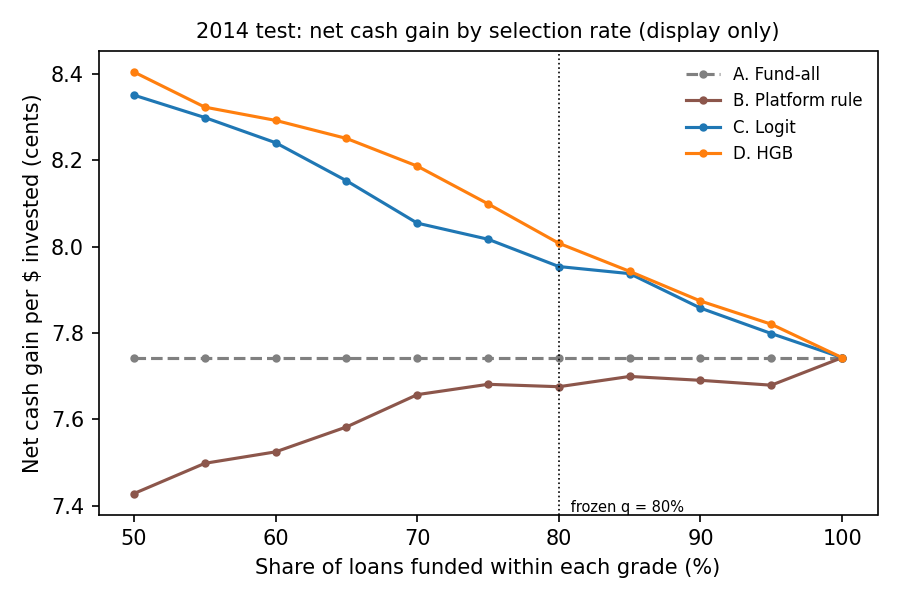 2014 test: net cash gain by selection rate (display only)
Net cash gain per $ invested (cents)
8.4
8.2
8.0
7.8
7.6
7.4
A. Fund-all
B. Platform rule
C. Logit
D. HGB
frozen q = 80%
50 60 70 80 90 100
Share of loans funded within each grade (%)